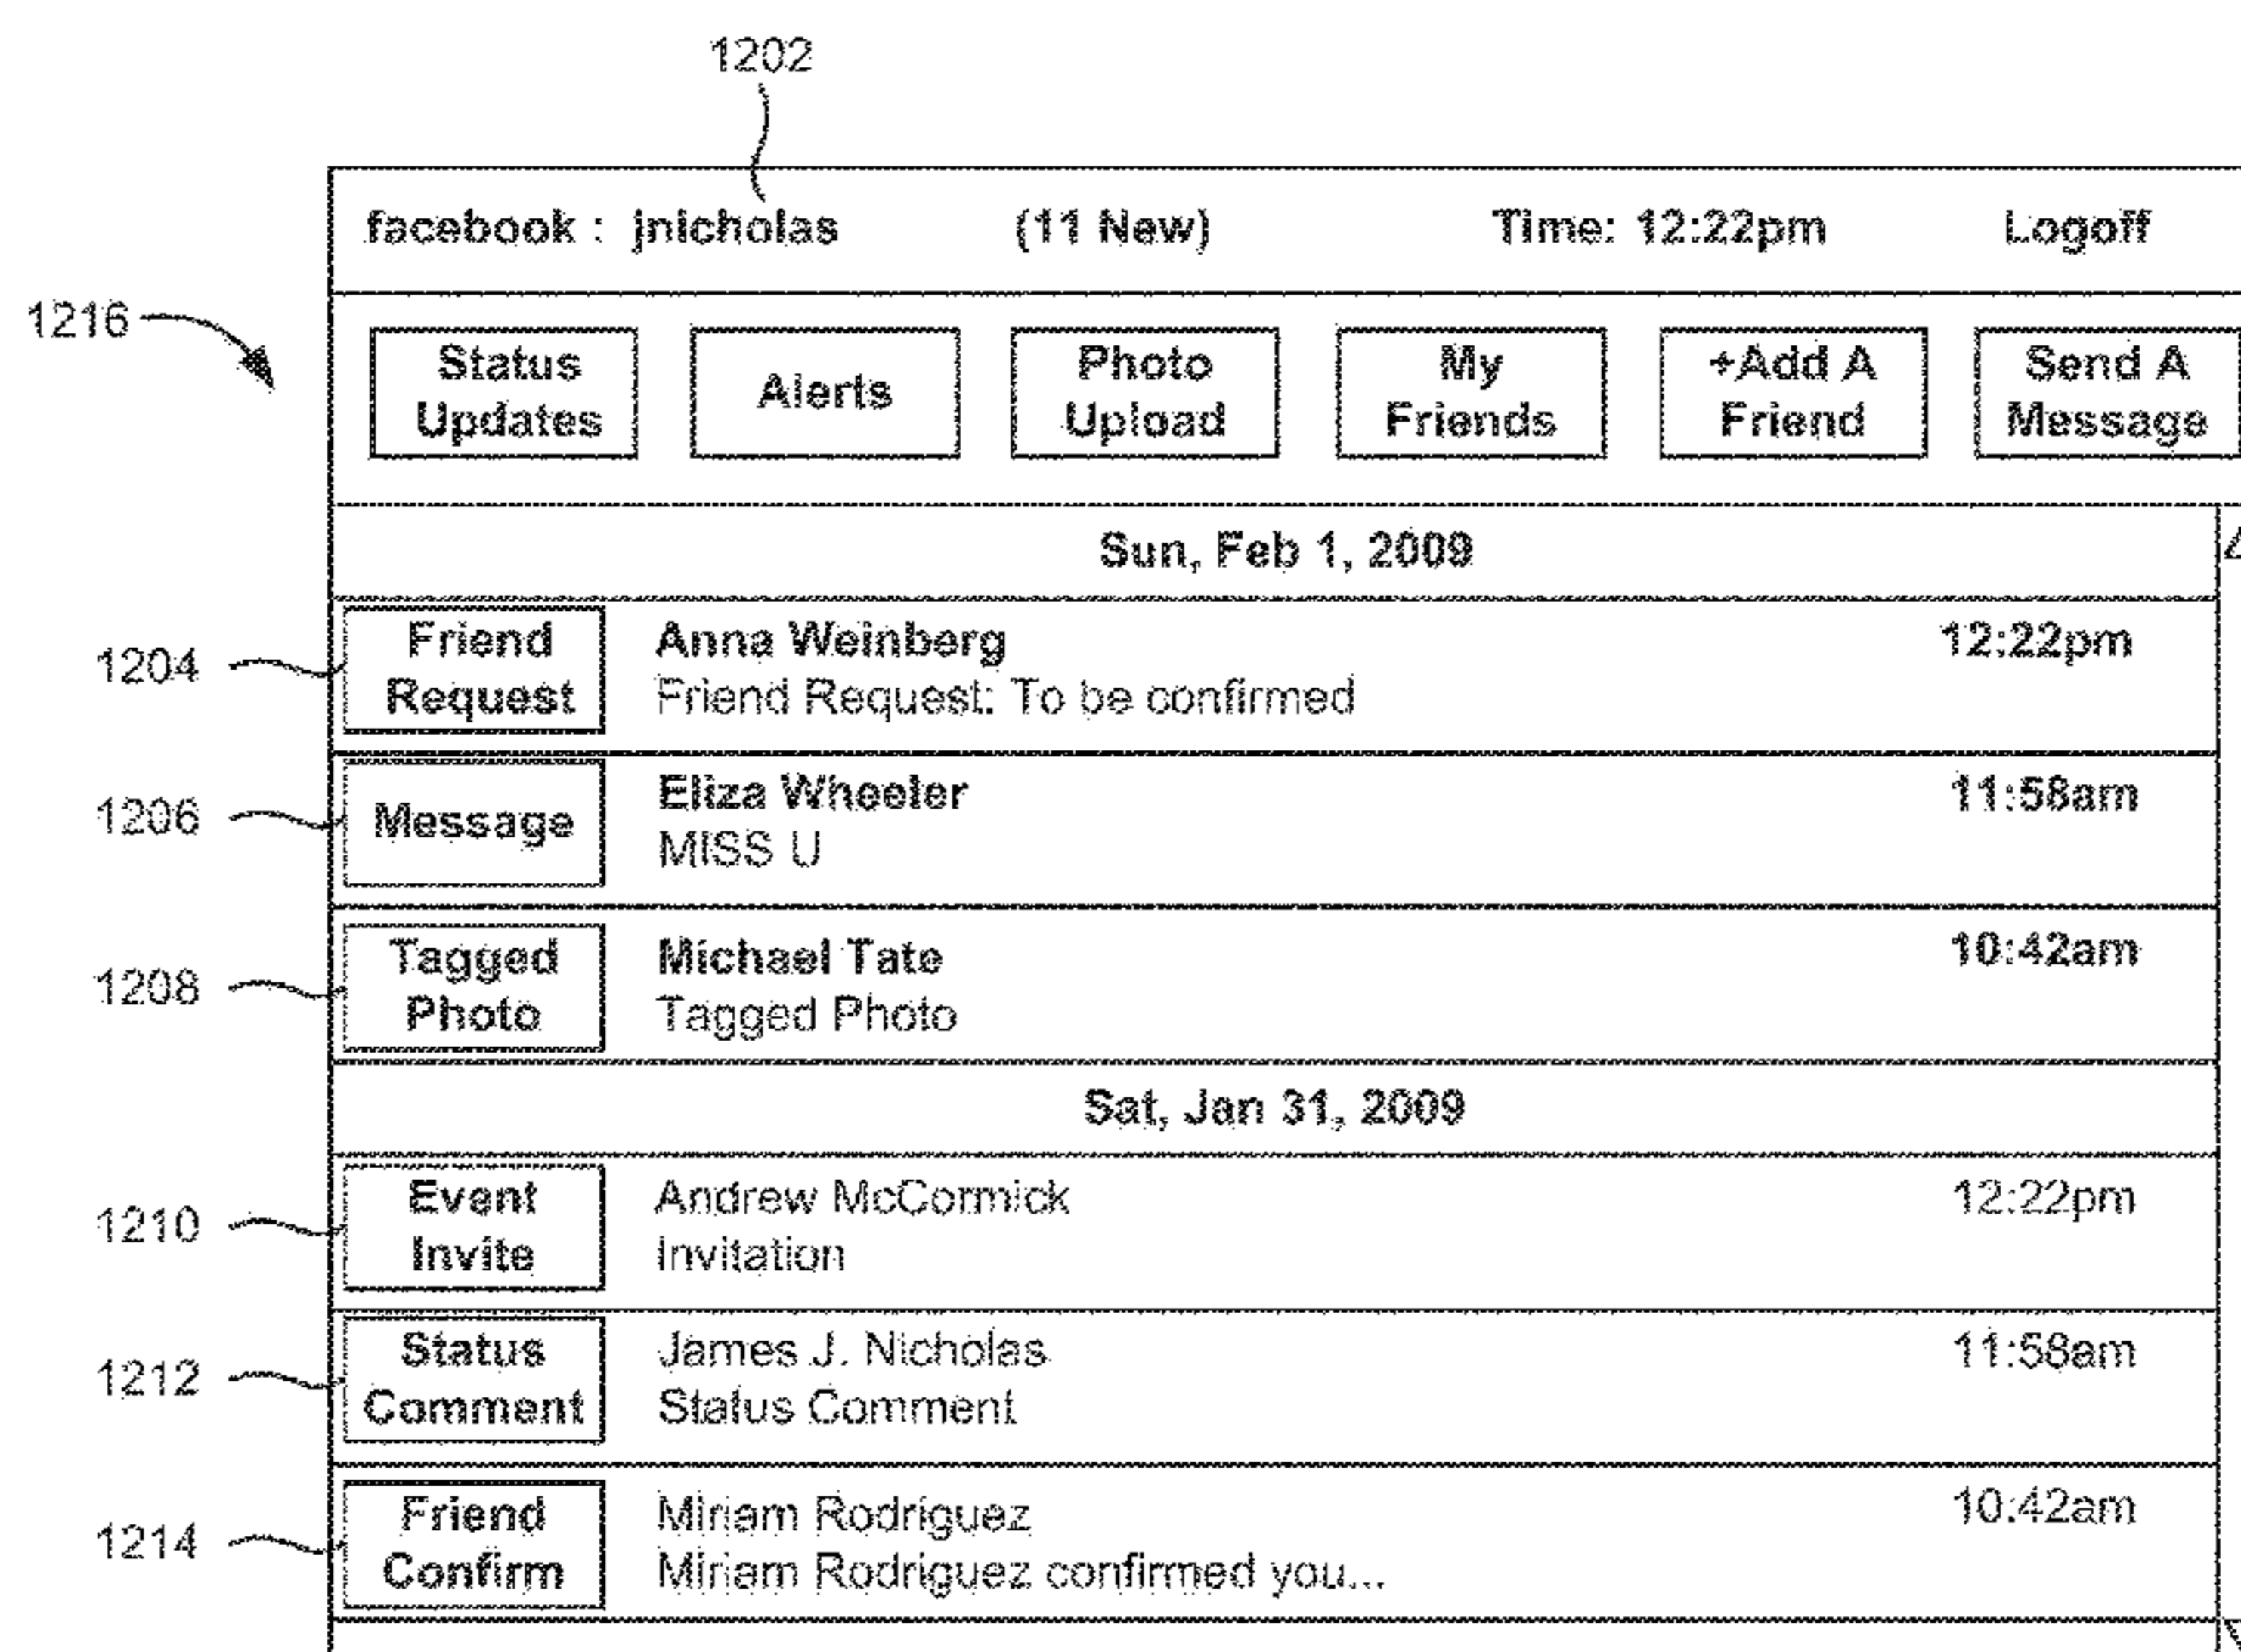 1202
facebook : jnicholas (11 New) Time: 12:22pm Logoff
1216
Status Updates
Alerts
Photo Upload
My Friends
+Add A Friend
Send A Message
Sun, Feb 1, 2009
1204
Friend Request
Anna Weinberg 12:22pm
Friend Request: To be confirmed
1206
Message
Eliza Wheeler 11:58am
MISS U
1208
Tagged Photo
Michael Tate 10:42am
Tagged Photo
Sat, Jan 31, 2009
1210
Event Invite
Andrew McCormick 12:22pm
Invitation
1212
Status Comment
James J. Nicholas 11:58am
Status Comment
1214
Friend Confirm
Miriam Rodriguez 10:42am
Miriam Rodriguez confirmed you...